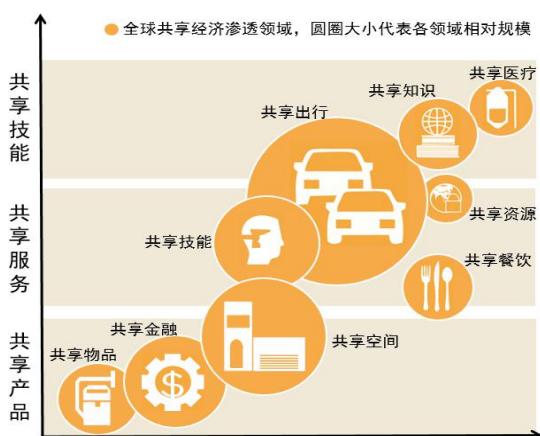 全球共享经济渗透领域，圆圈大小代表各领域相对规模
共享技能
共享服务
共享产品
共享医疗
共享知识
共享出行
共享资源
共享技能
共享餐饮
共享空间
共享金融
共享物品
$